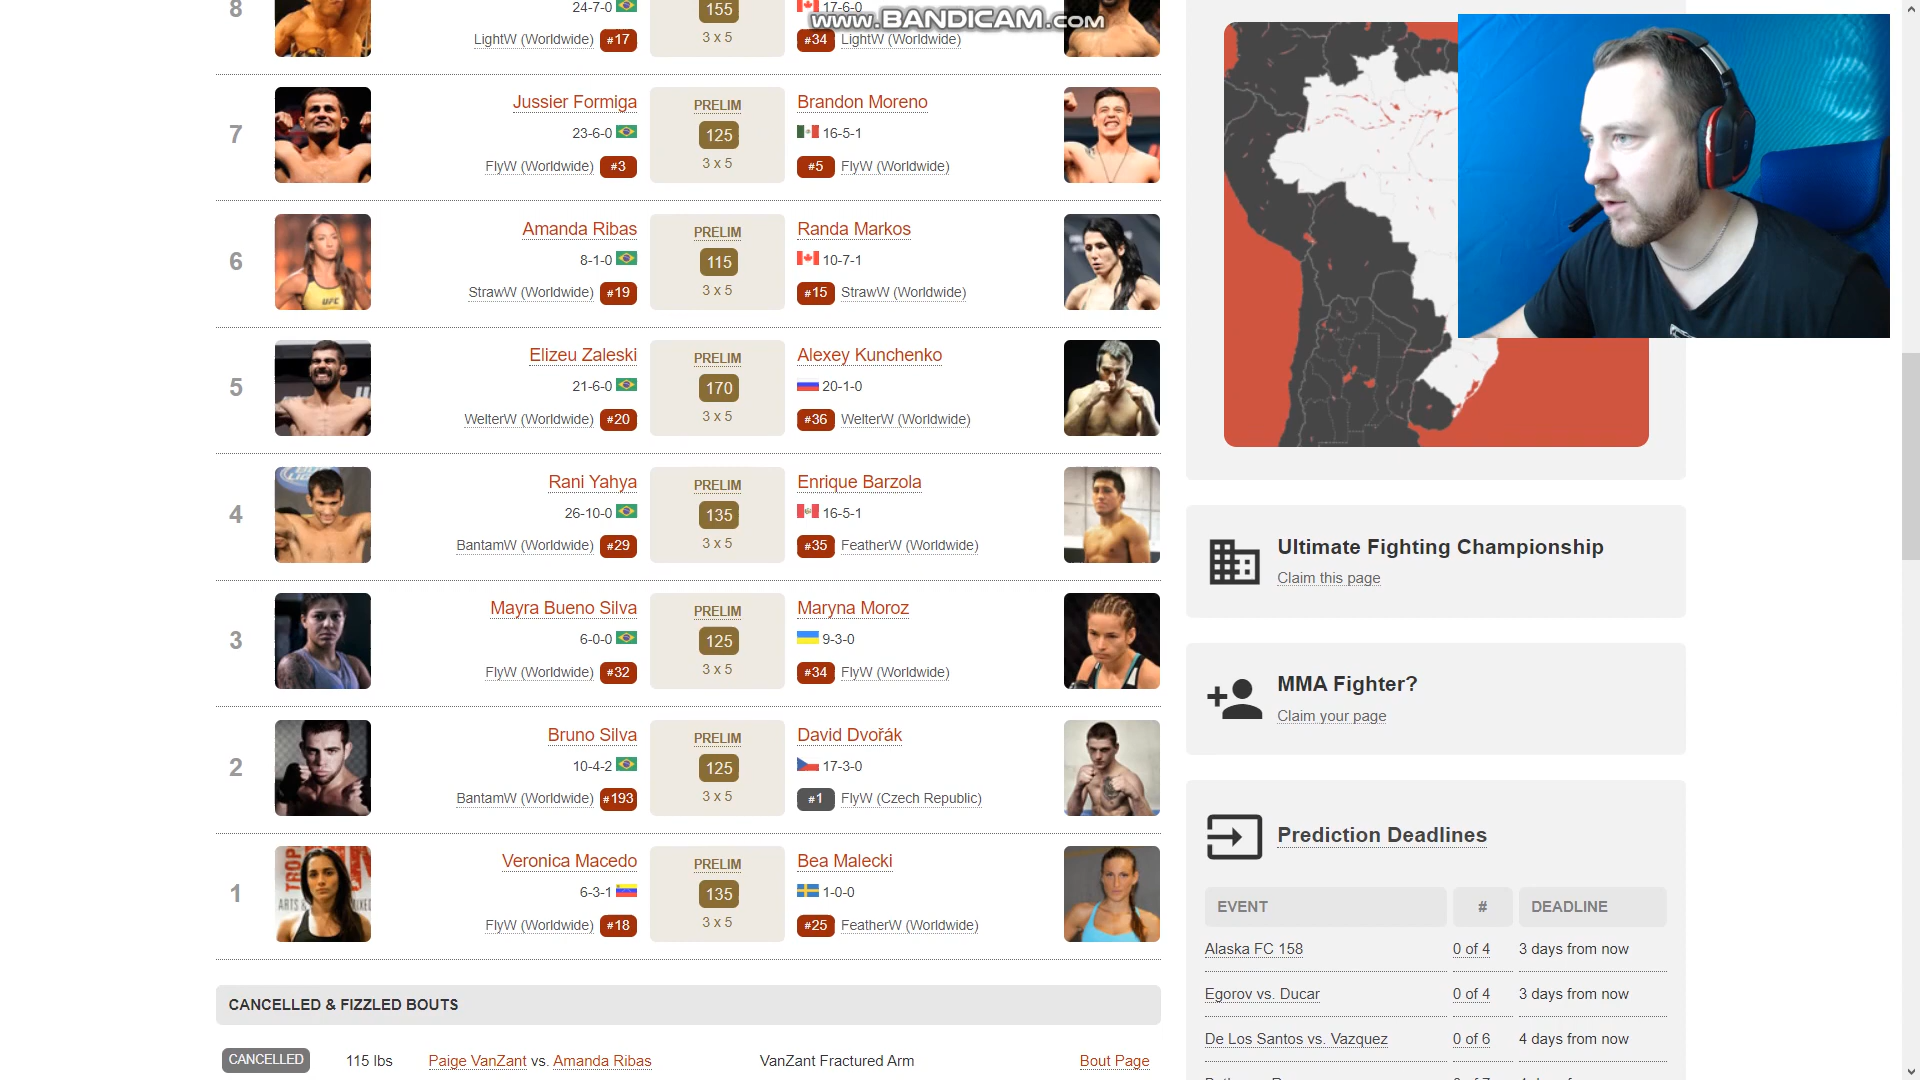 www.BANDICAM.com
8
24-7-0
155
17-6-0
LightW (Worldwide) #17
3 x 5
#34 LightW (Worldwide)
7
Jussier Formiga
23-6-0
FlyW (Worldwide) #3
PRELIM
125
3 x 5
Brandon Moreno
16-5-1
#5 FlyW (Worldwide)
6
Amanda Ribas
8-1-0
StrawW (Worldwide) #19
PRELIM
115
3 x 5
Randa Markos
10-7-1
#15 StrawW (Worldwide)
5
Elizeu Zaleski
21-6-0
WelterW (Worldwide) #20
PRELIM
170
3 x 5
Alexey Kunchenko
20-1-0
#36 WelterW (Worldwide)
4
Rani Yahya
26-10-0
BantamW (Worldwide) #29
PRELIM
135
3 x 5
Enrique Barzola
16-5-1
#35 FeatherW (Worldwide)
3
Mayra Bueno Silva
6-0-0
FlyW (Worldwide) #32
PRELIM
125
3 x 5
Maryna Moroz
9-3-0
#34 FlyW (Worldwide)
2
Bruno Silva
10-4-2
BantamW (Worldwide) #193
PRELIM
125
3 x 5
David Dvořák
17-3-0
#1 FlyW (Czech Republic)
1
Veronica Macedo
6-3-1
FlyW (Worldwide) #18
PRELIM
135
3 x 5
Bea Malecki
1-0-0
#25 FeatherW (Worldwide)
CANCELLED & FIZZLED BOUTS
CANCELLED 115 lbs Paige VanZant vs. Amanda Ribas VanZant Fractured Arm Bout Page
Ultimate Fighting Championship
Claim this page
MMA Fighter?
Claim your page
Prediction Deadlines
EVENT # DEADLINE
Alaska FC 158 0 of 4 3 days from now
Egorov vs. Ducar 0 of 4 3 days from now
De Los Santos vs. Vazquez 0 of 6 4 days from now